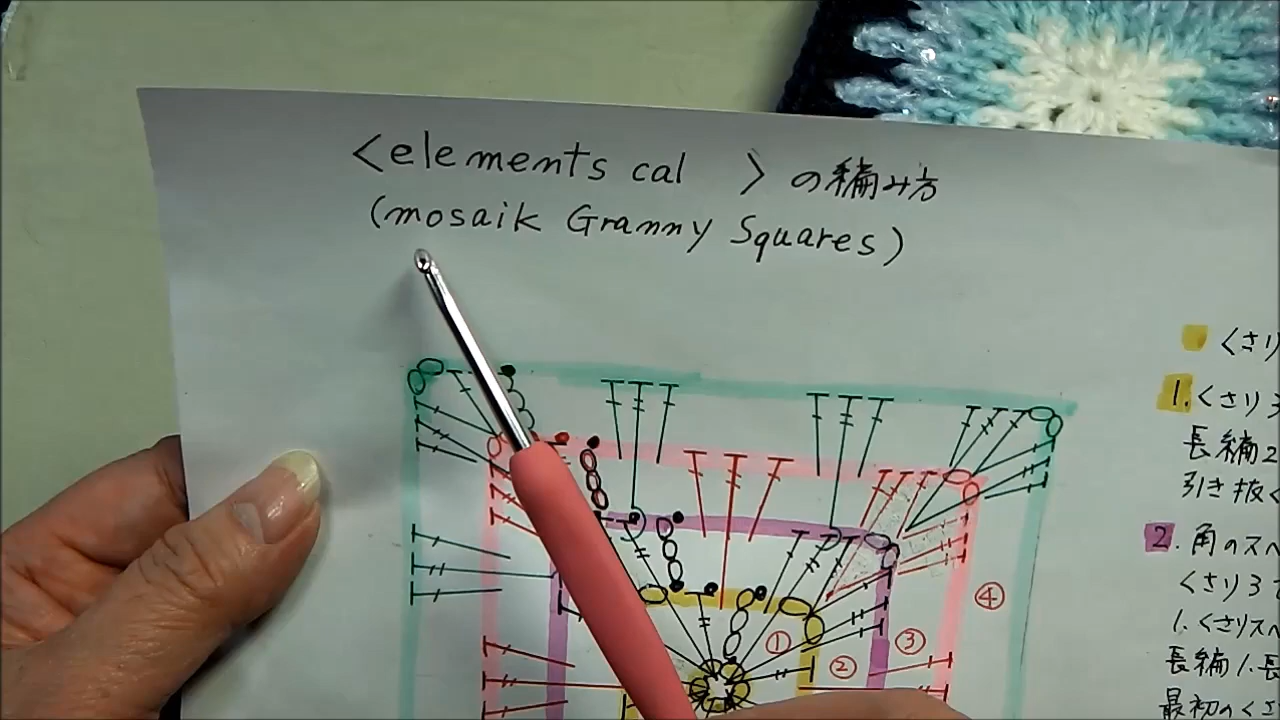 <elements cal >の編み方
(mosaik Granny Squares)
くさり
1. くさり3
長編2
引き抜く
2. 角のスペ
くさり3で
1. くさりスペ
長編1.長
最初のくさ
①
②
③
④